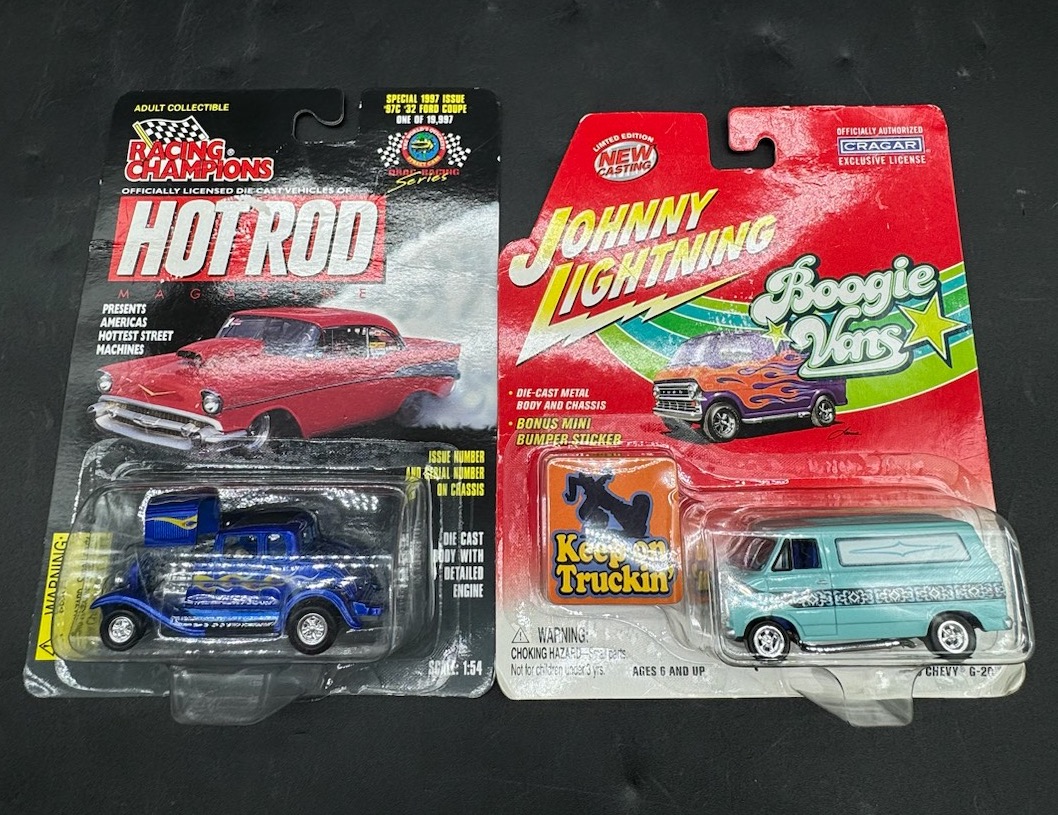 ADULT COLLECTIBLE
RACING
CHAMPIONS®
SPECIAL 1997 ISSUE
'97C '32 FORD COUPE
ONE OF 19,997
Series
OFFICIALLY LICENSED DIE-CAST VEHICLES OF
HOT ROD
MAGAZINE
PRESENTS
AMERICAS
HOTTEST STREET
MACHINES
ISSUE NUMBER
AND SERIAL NUMBER
ON CHASSIS
DIE CAST
BODY WITH
DETAILED
ENGINE
WARNING:
SCALE: 1:54
LIMITED EDITION
NEW
CASTING
OFFICIALLY AUTHORIZED
CRAGAR
EXCLUSIVE LICENSE
JOHNNY
LIGHTNING
Boogie
Vans
• DIE-CAST METAL
BODY AND CHASSIS
• BONUS MINI
BUMPER STICKER
Keep on
Truckin'
WARNING:
CHOKING HAZARD—Small parts
Not for children under 3 yrs.
AGES 6 AND UP
CHEVY® G-20